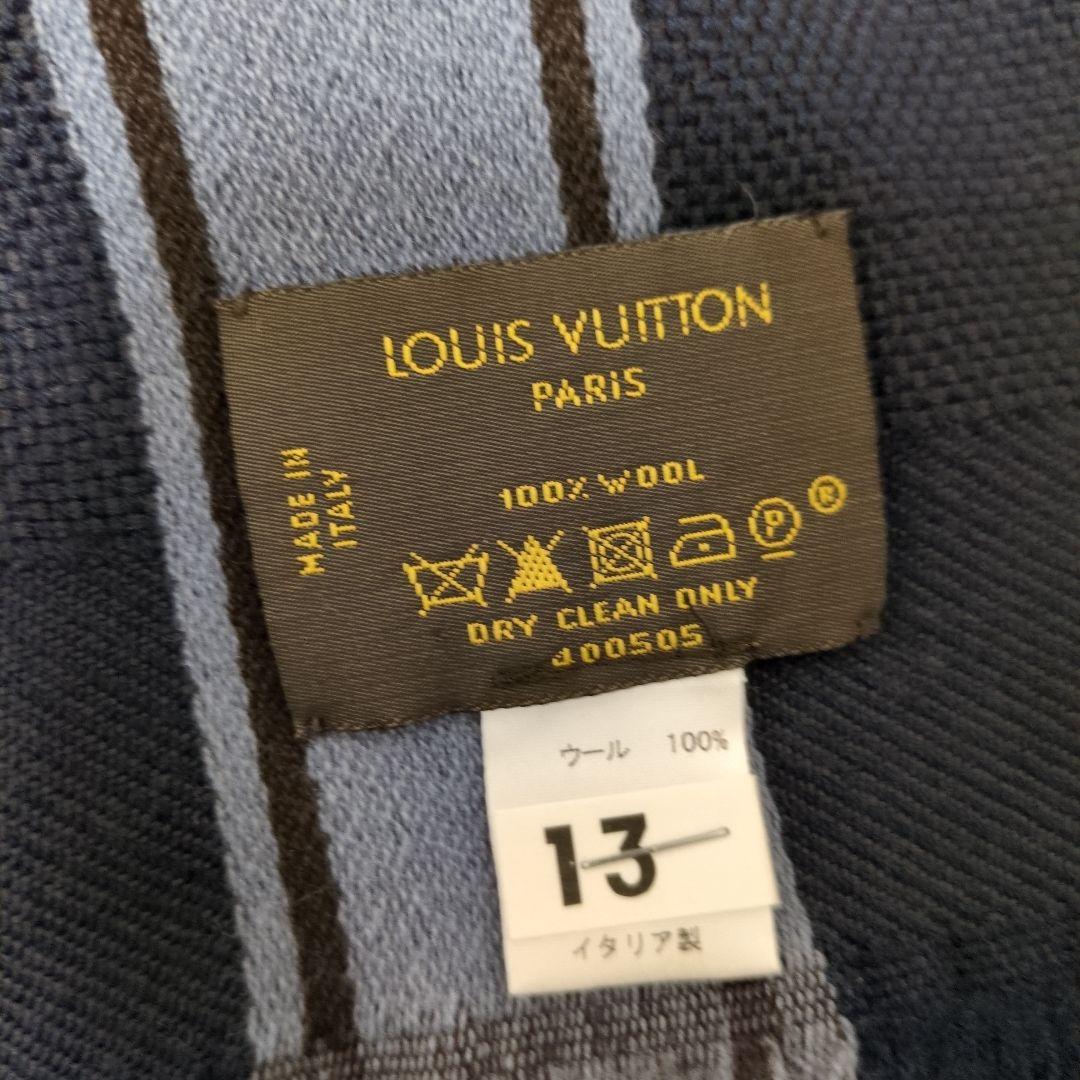 LOUIS VUITTON
PARIS
MADE IN
ITALY
100% WOOL
P
®
DRY CLEAN ONLY
400505
ウール 100%
13
イタリア製